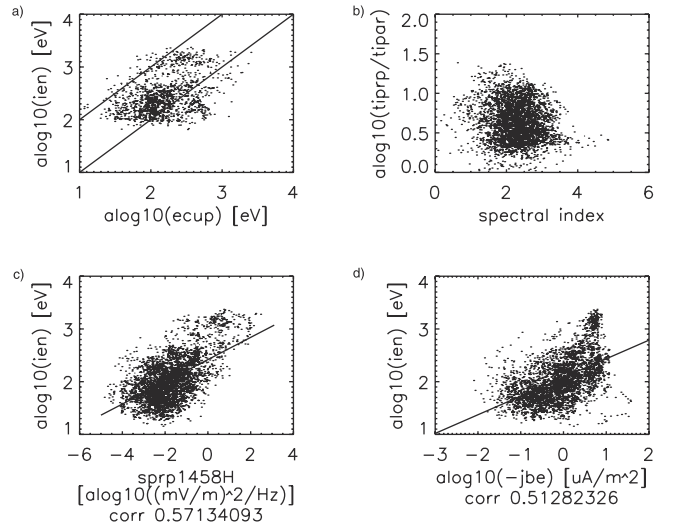 a)
alog10(ien) [eV]
4
3
2
1
1 2 3 4
alog10(ecup) [eV]
b)
alog10(tiprp/tipar)
2.0
1.5
1.0
0.5
0.0
0 2 4 6
spectral index
c)
alog10(ien) [eV]
4
3
2
1
−6 −4 −2 0 2 4
sprp1458H
[alog10((mV/m)^2/Hz)]
corr 0.57134093
d)
alog10(ien) [eV]
4
3
2
1
−3 −2 −1 0 1 2
alog10(−jbe) [uA/m^2]
corr 0.51282326